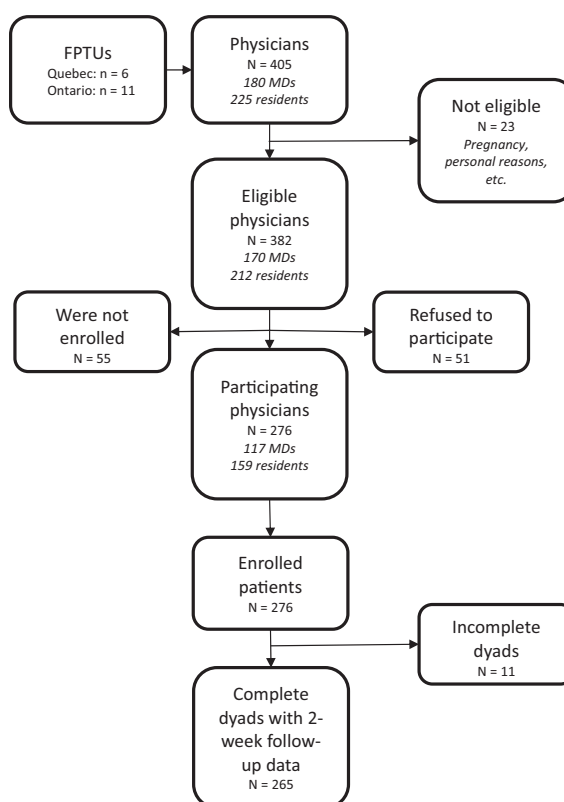 FPTUs
Quebec: n = 6
Ontario: n = 11
Physicians
N = 405
180 MDs
225 residents
Not eligible
N = 23
Pregnancy,
personal reasons,
etc.
Eligible
physicians
N = 382
170 MDs
212 residents
Were not
enrolled
N = 55
Refused to
participate
N = 51
Participating
physicians
N = 276
117 MDs
159 residents
Enrolled
patients
N = 276
Incomplete
dyads
N = 11
Complete
dyads with 2-
week follow-
up data
N = 265